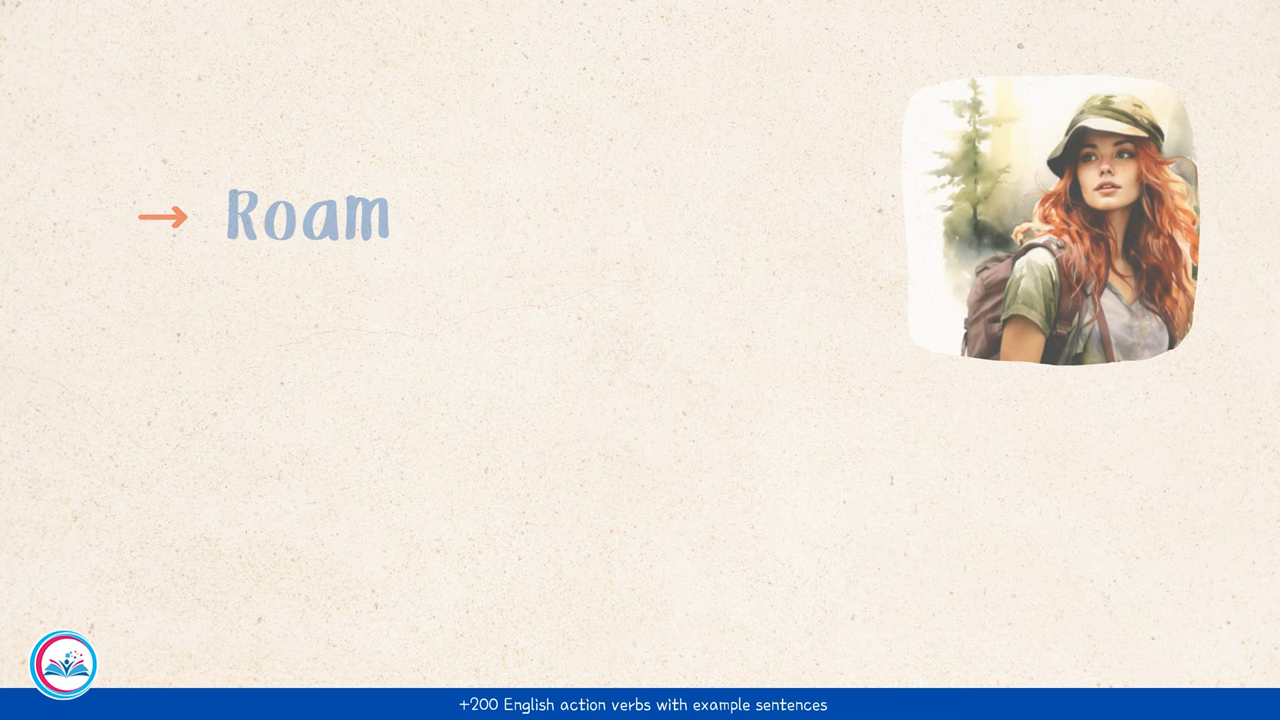 → Roam
+200 English action verbs with example sentences